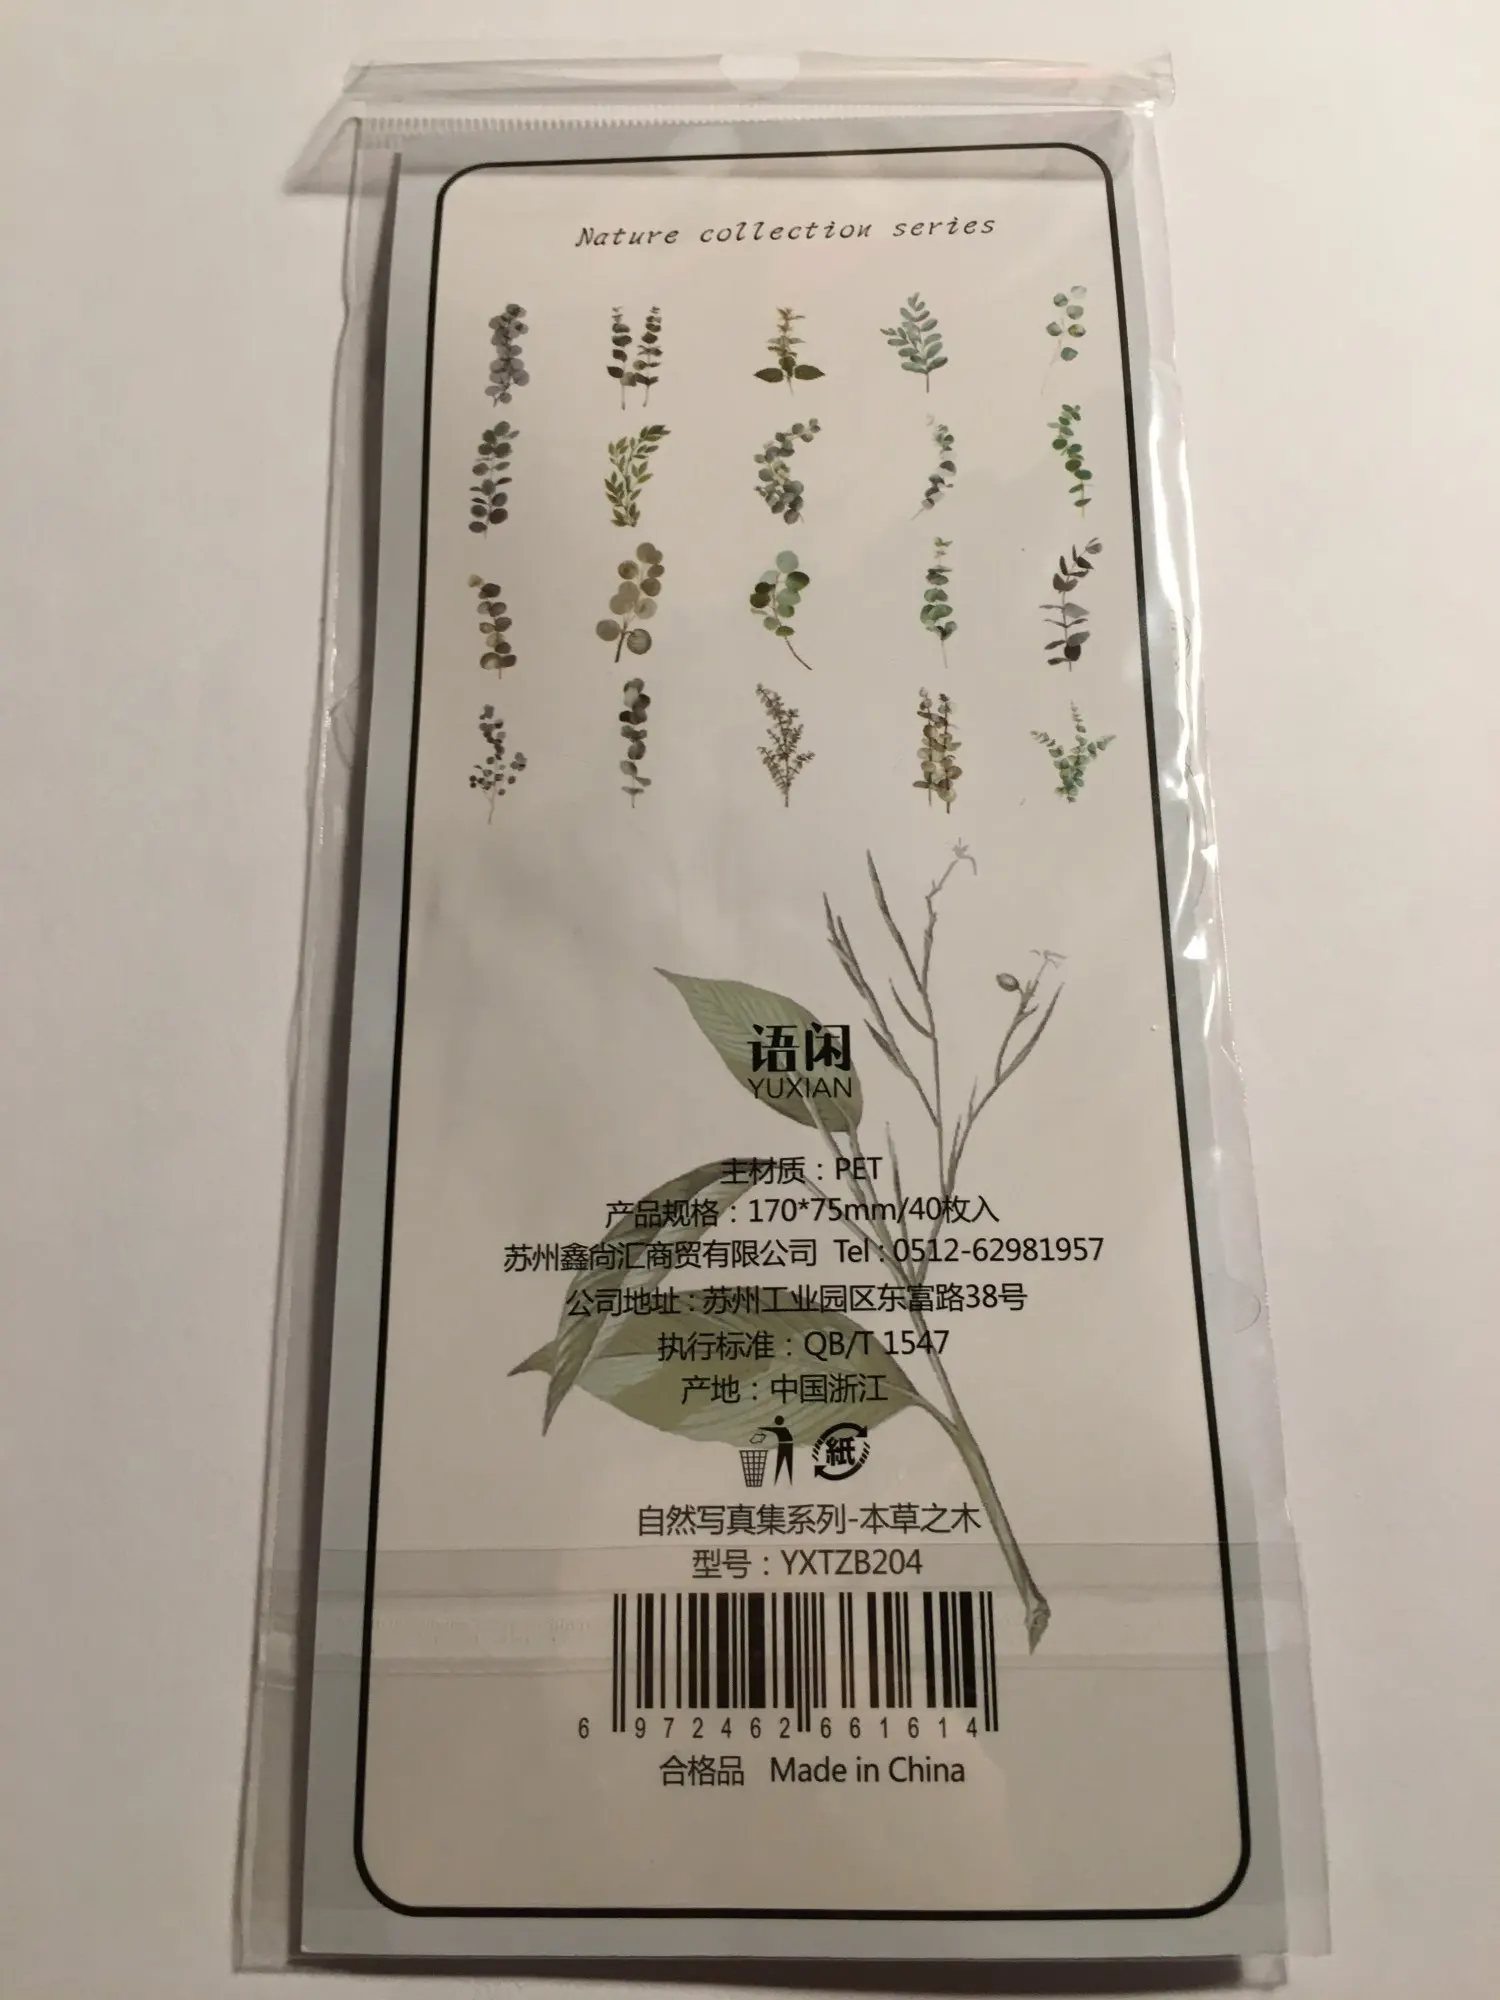 Nature collection series
语闲
YUXIAN
主材质：PET
产品规格：170*75mm/40枚入
苏州鑫尚汇商贸有限公司 Tel：0512-62981957
公司地址：苏州工业园区东富路38号
执行标准：QB/T 1547
产地：中国浙江
紙
自然写真集系列-本草之木
型号：YXTZB204
6 972462 661614
合格品 Made in China